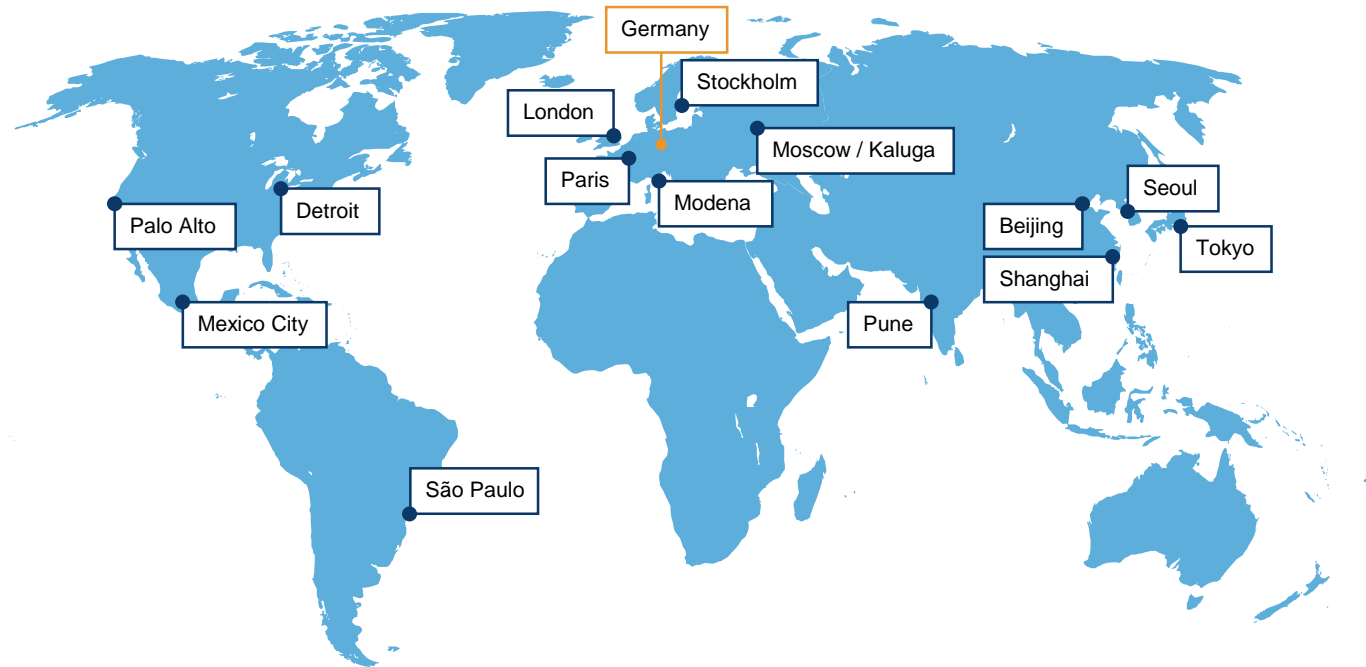 Germany
Stockholm
London
Moscow / Kaluga
Paris
Modena
Seoul
Detroit
Palo Alto
Beijing
Tokyo
Shanghai
Mexico City
Pune
São Paulo